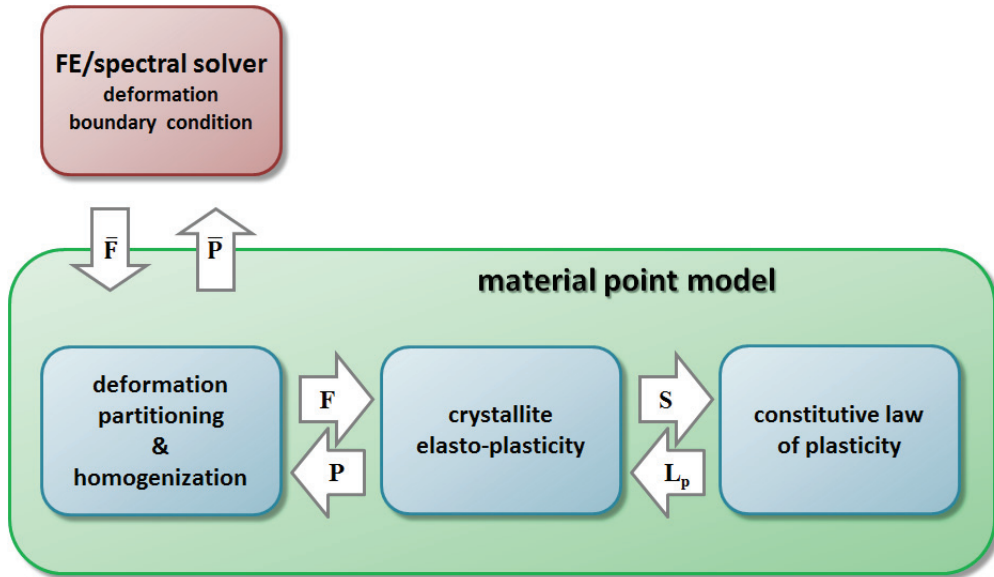 FE/spectral solver
deformation
boundary condition
F̄
P̄
material point model
deformation
partitioning
&
homogenization
F
P
crystallite
elasto-plasticity
S
Lₚ
constitutive law
of plasticity